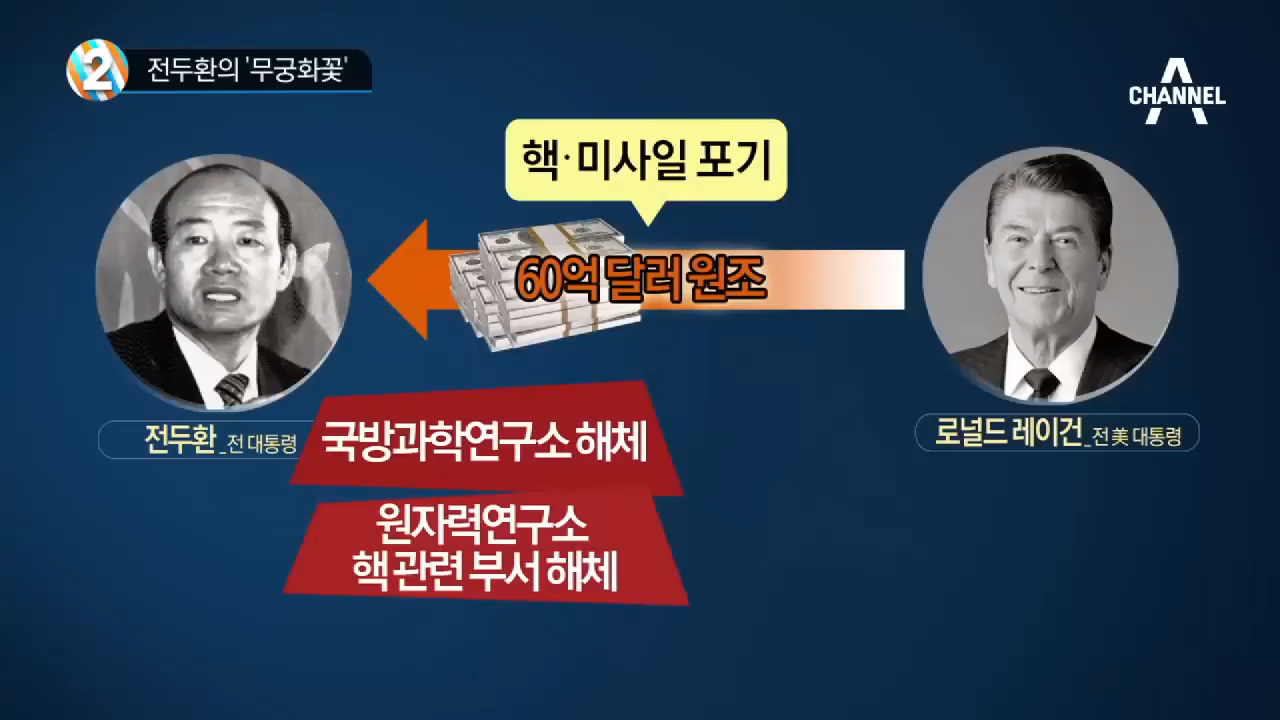 2
전두환의 '무궁화꽃'
CHANNEL A
핵·미사일 포기
60억 달러 원조
전두환_전 대통령
로널드 레이건_전 美 대통령
국방과학연구소 해체
원자력연구소
핵 관련 부서 해체